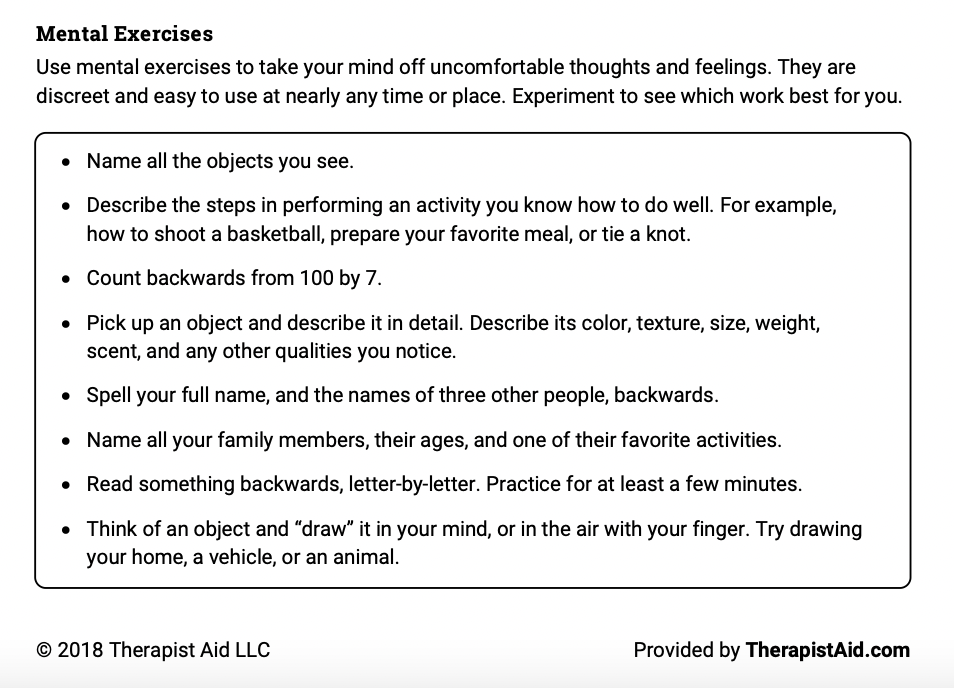 Mental Exercises
Use mental exercises to take your mind off uncomfortable thoughts and feelings. They are
discreet and easy to use at nearly any time or place. Experiment to see which work best for you.
• Name all the objects you see.
• Describe the steps in performing an activity you know how to do well. For example,
how to shoot a basketball, prepare your favorite meal, or tie a knot.
• Count backwards from 100 by 7.
• Pick up an object and describe it in detail. Describe its color, texture, size, weight,
scent, and any other qualities you notice.
• Spell your full name, and the names of three other people, backwards.
• Name all your family members, their ages, and one of their favorite activities.
• Read something backwards, letter-by-letter. Practice for at least a few minutes.
• Think of an object and “draw” it in your mind, or in the air with your finger. Try drawing
your home, a vehicle, or an animal.
© 2018 Therapist Aid LLC Provided by TherapistAid.com